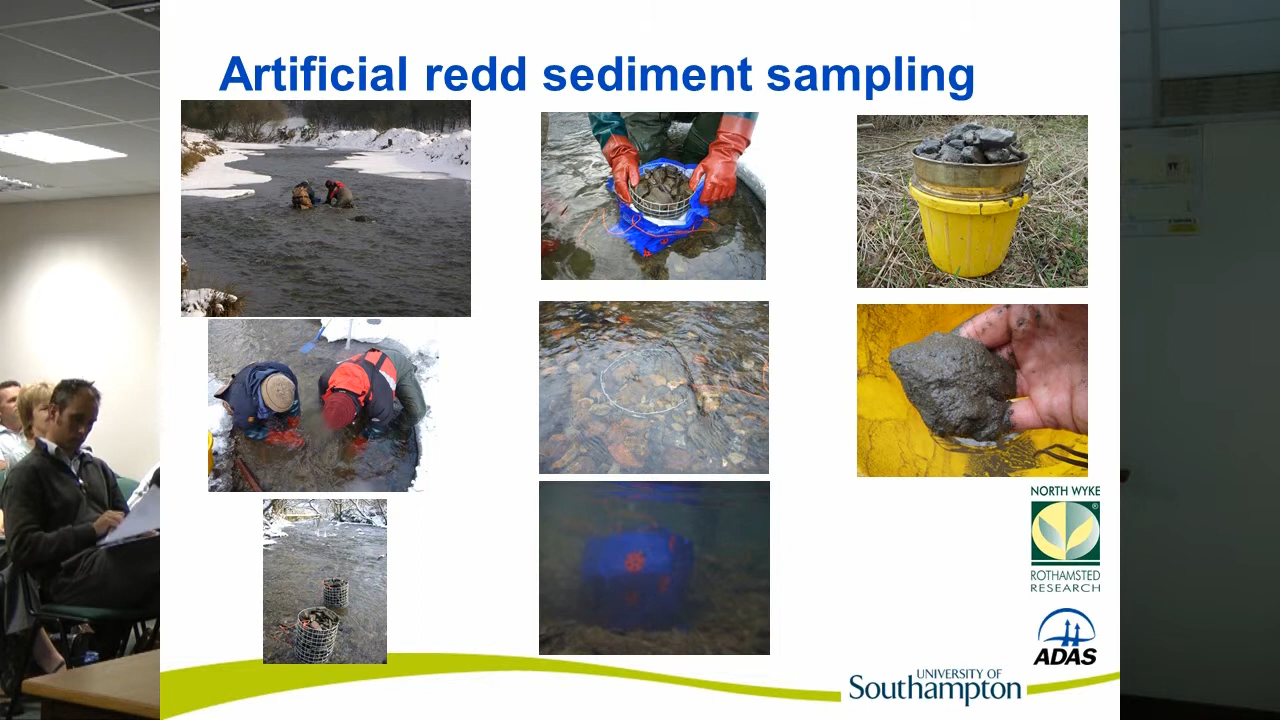 Artificial redd sediment sampling
NORTH WYKE
®
ROTHAMSTED
RESEARCH
ADAS
UNIVERSITY OF
Southampton